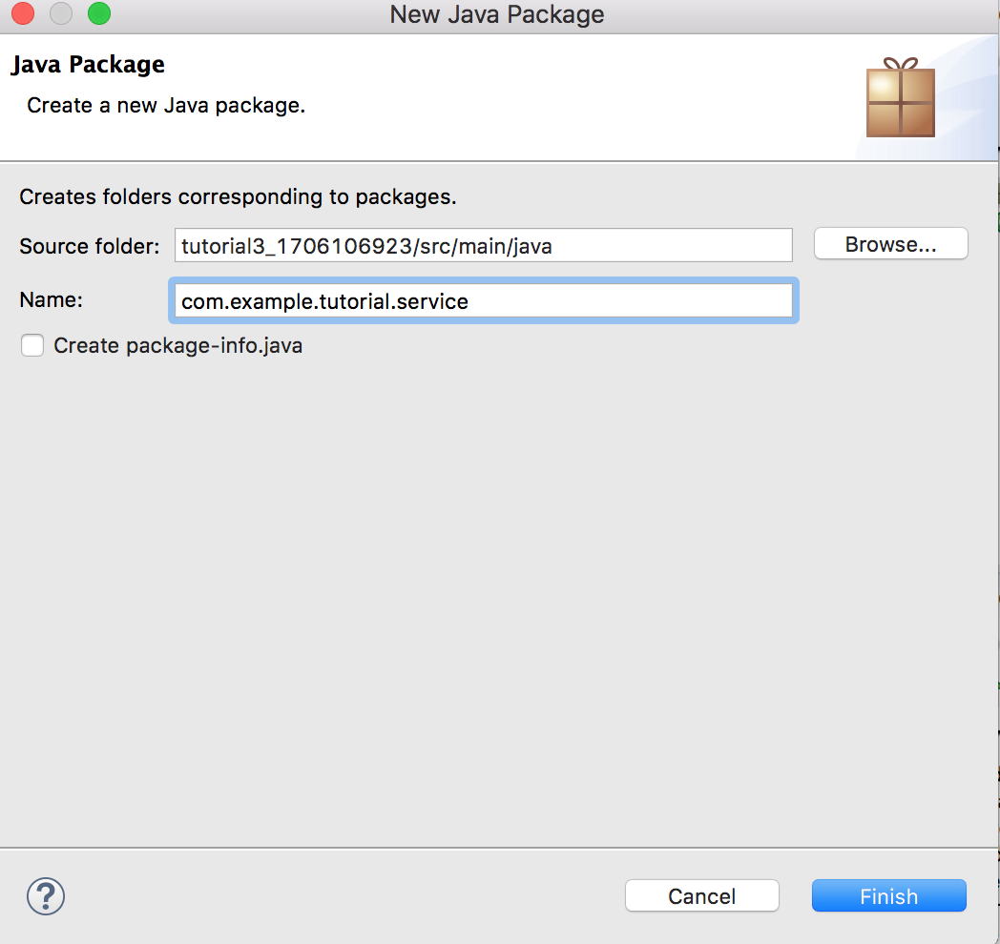 New Java Package
Java Package
Create a new Java package.
Creates folders corresponding to packages.
Source folder: tutorial3_1706106923/src/main/java Browse...
Name: com.example.tutorial.service
Create package-info.java
? Cancel Finish